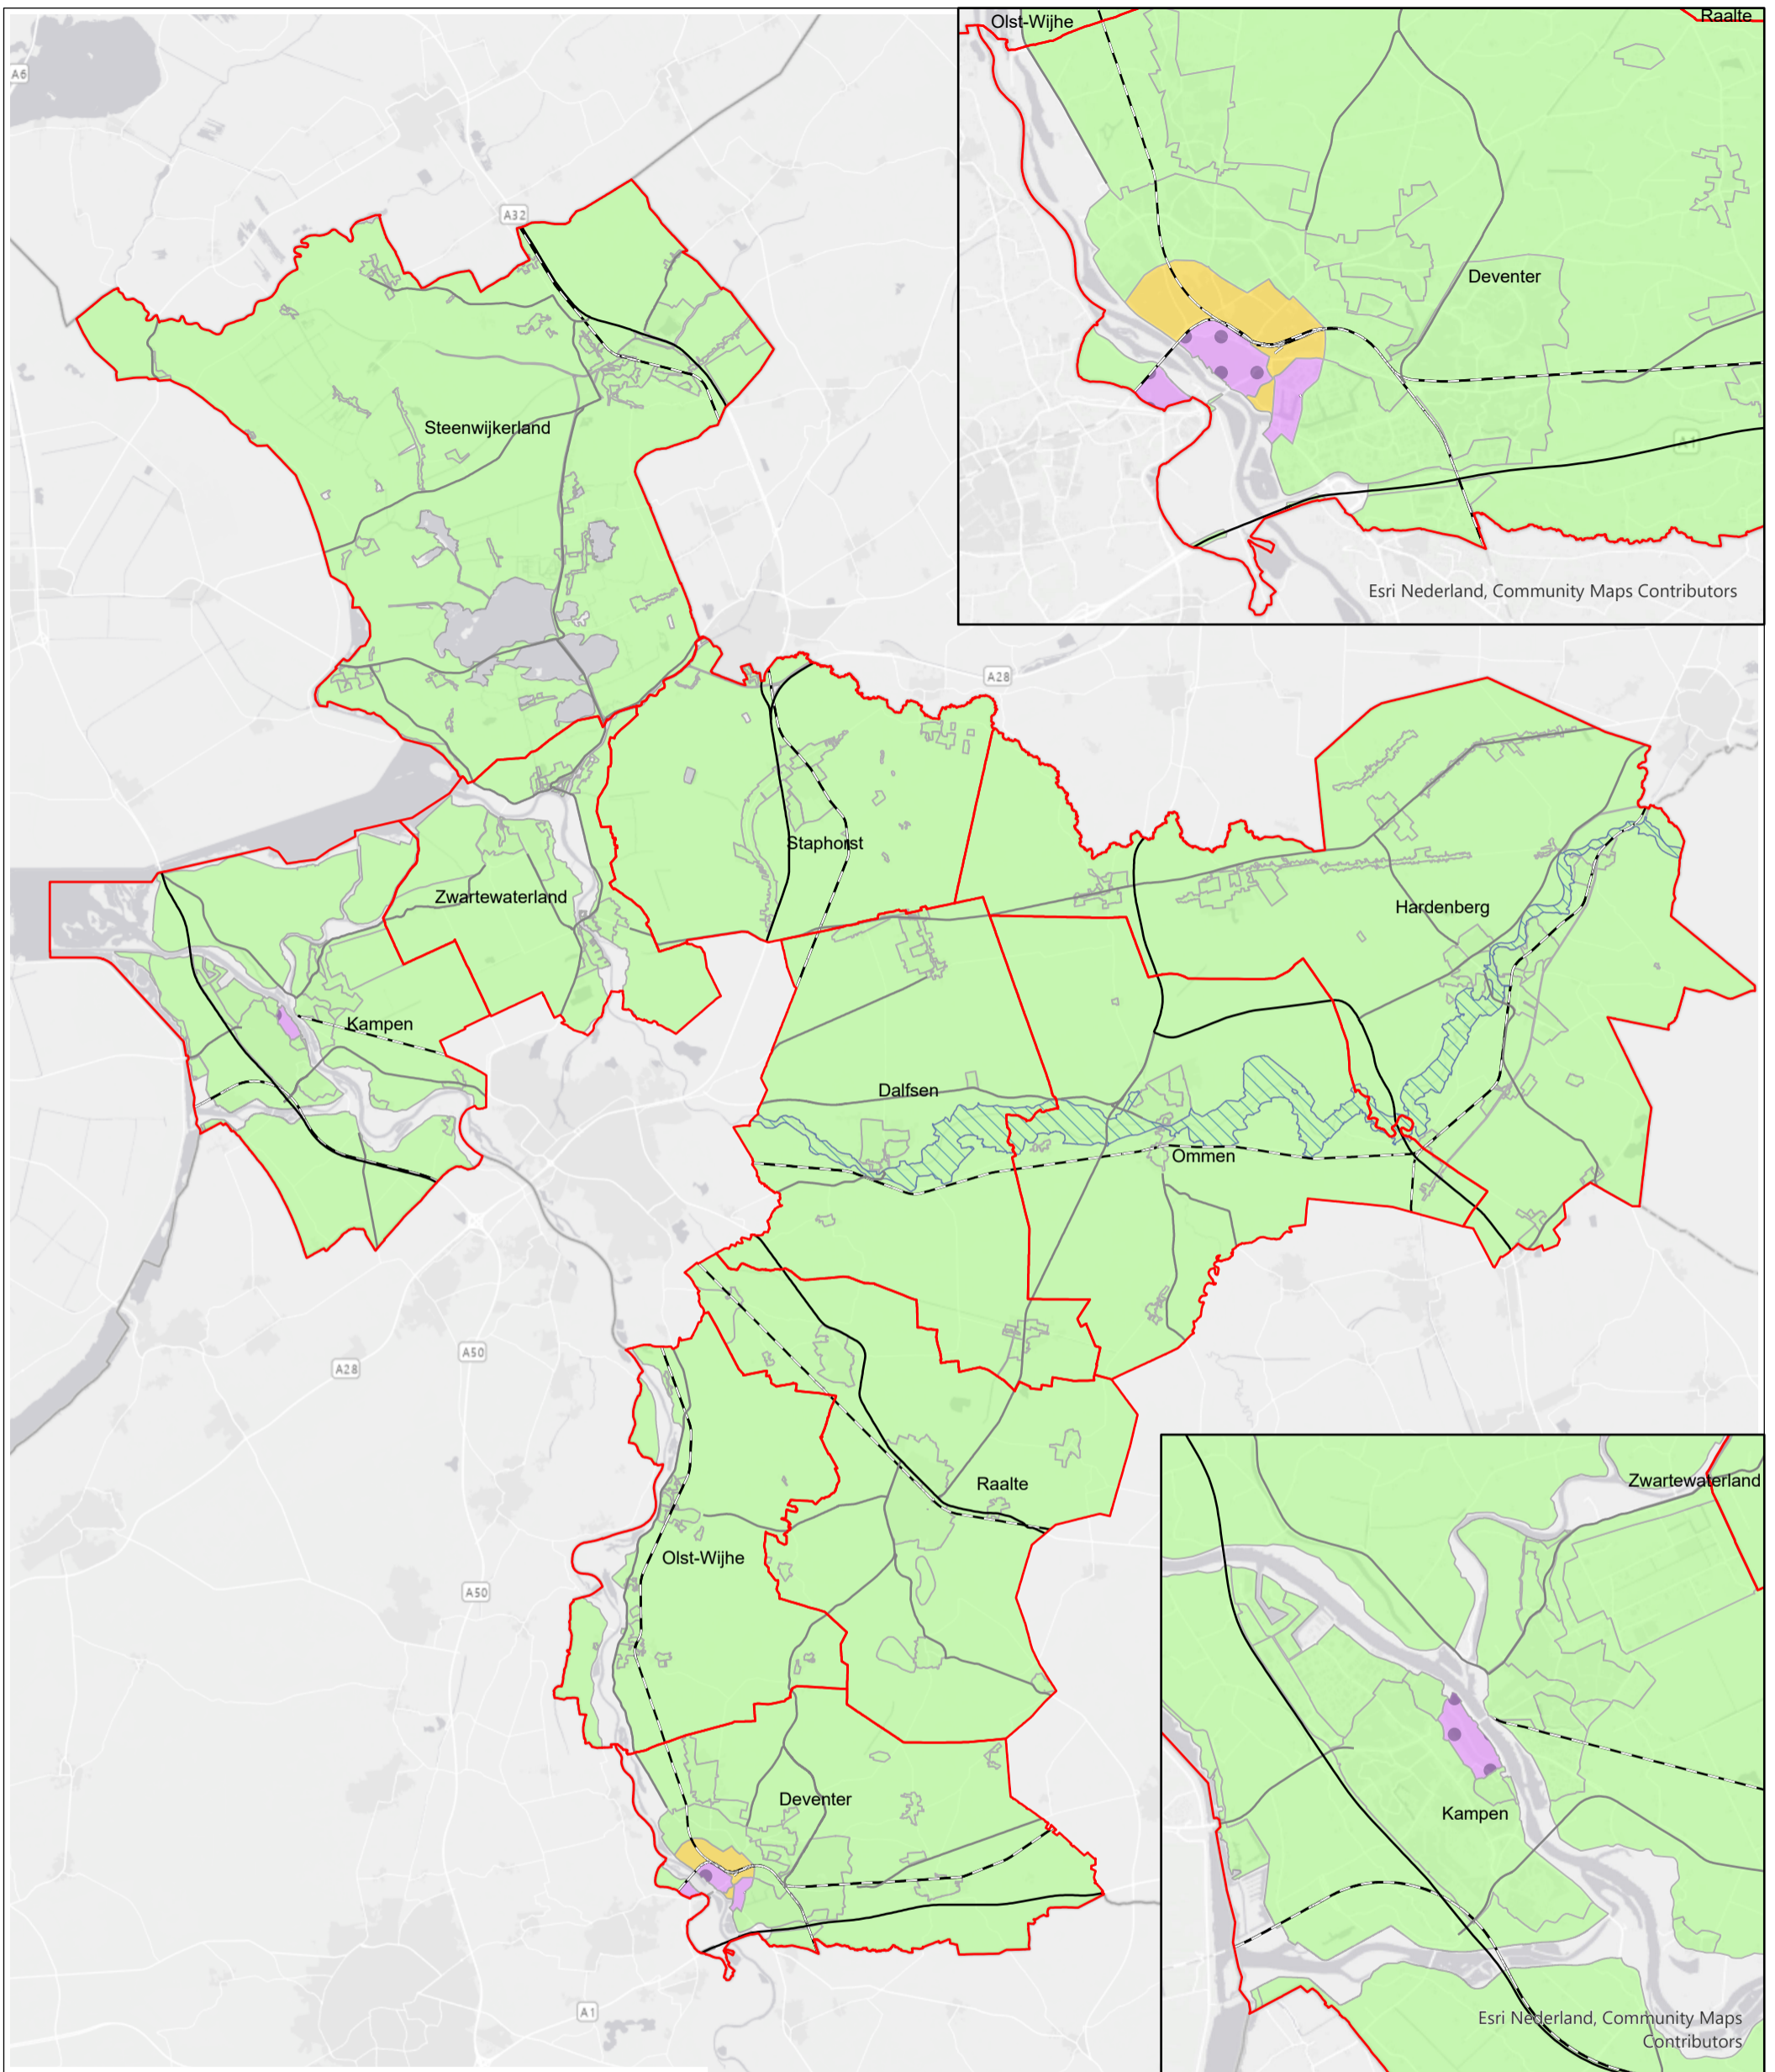 Olst-Wijhe
Raalte
A6
A32
Deventer
Steenwijkerland
Esri Nederland, Community Maps Contributors
A1
A28
Staphorst
Zwartewaterland
Hardenberg
Kampen
Dalfsen
Ommen
A50
A28
Raalte
Zwartewaterland
Olst-Wijhe
A50
Deventer
Kampen
A1
Esri Nederland, Community Maps
Contributors